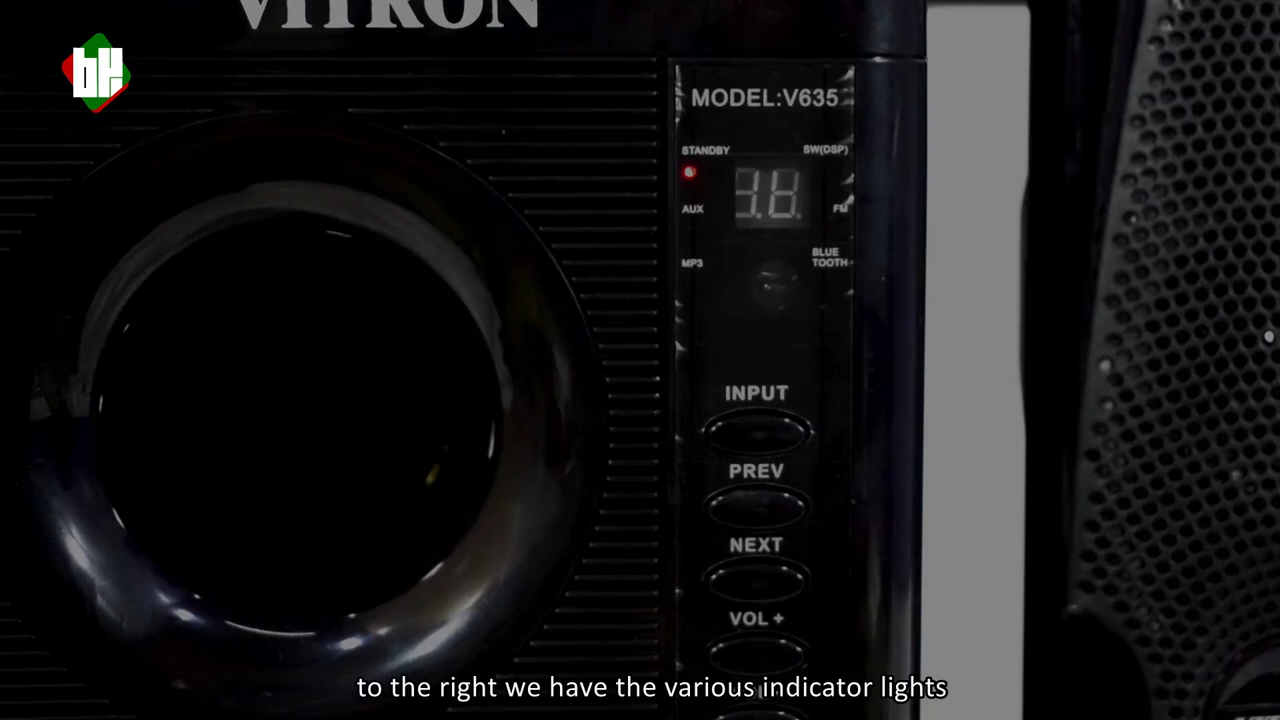 VITRON
bk
MODEL:V635
STANDBY
SW(DSP)
AUX
FM
MP3
BLUE
TOOTH
INPUT
PREV
NEXT
VOL +
to the right we have the various indicator lights